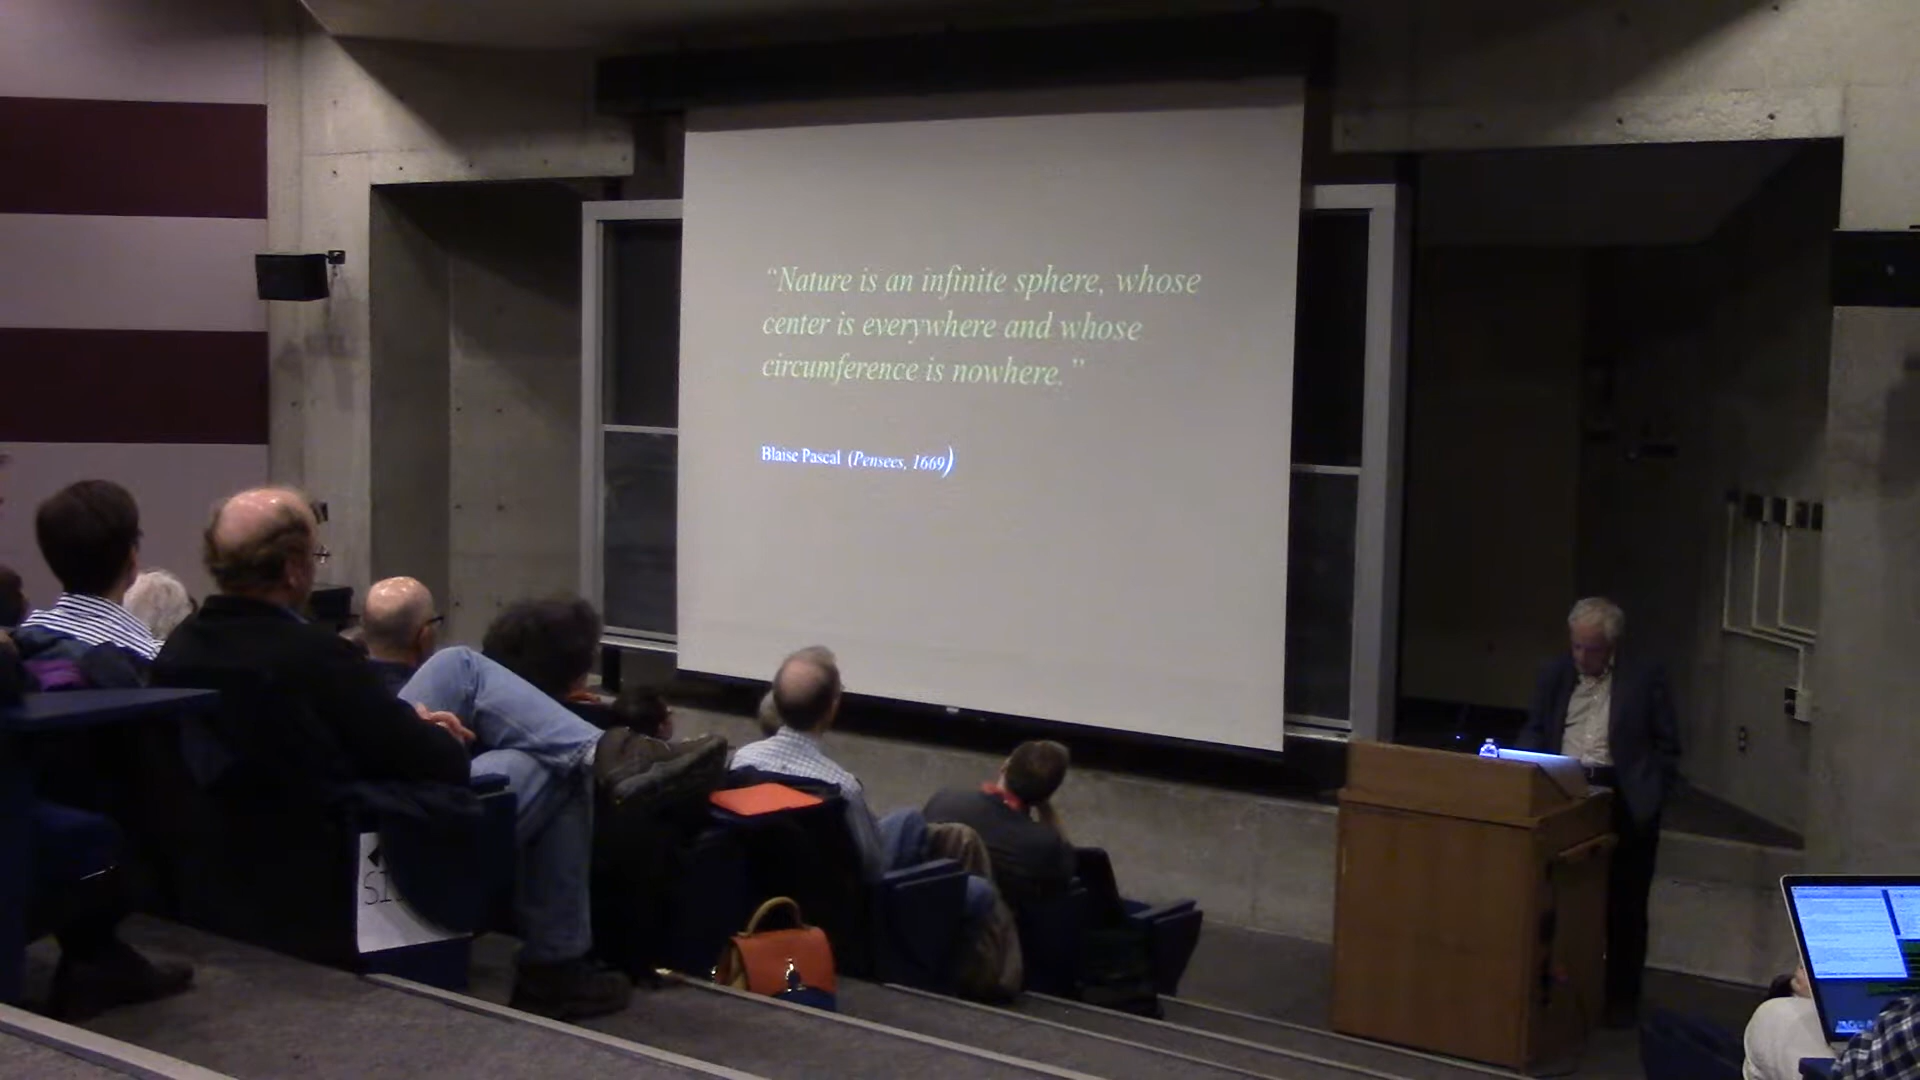 “Nature is an infinite sphere, whose
center is everywhere and whose
circumference is nowhere.”
Blaise Pascal (Pensees, 1669)